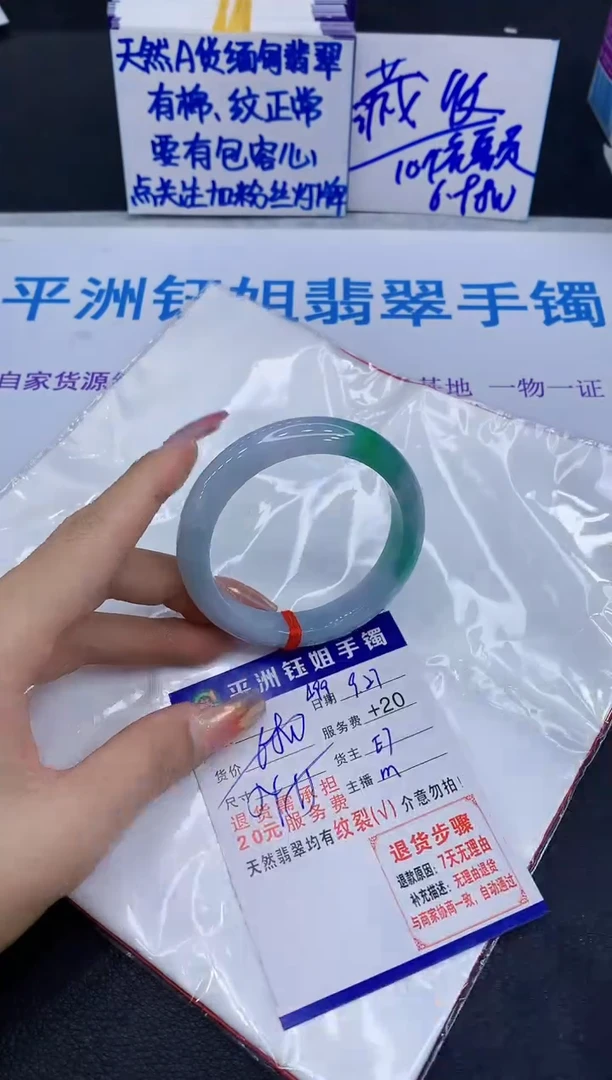 天然A货缅甸翡翠
有棉、纹正常
要有包容心
点关注加粉丝灯牌
藏
平洲钰姐翡翠手镯
自家货源
基地 一物一证
平洲钰姐手镯
日期 9.27
服务费 +20
货价
货主
尺寸
主播 m
退货需承担
20元服务费
天然翡翠均有纹裂(√) 介意勿拍!
退货步骤
退款原因:7天无理由
补充描述:无理由退货
与商家协商一致,自动通过